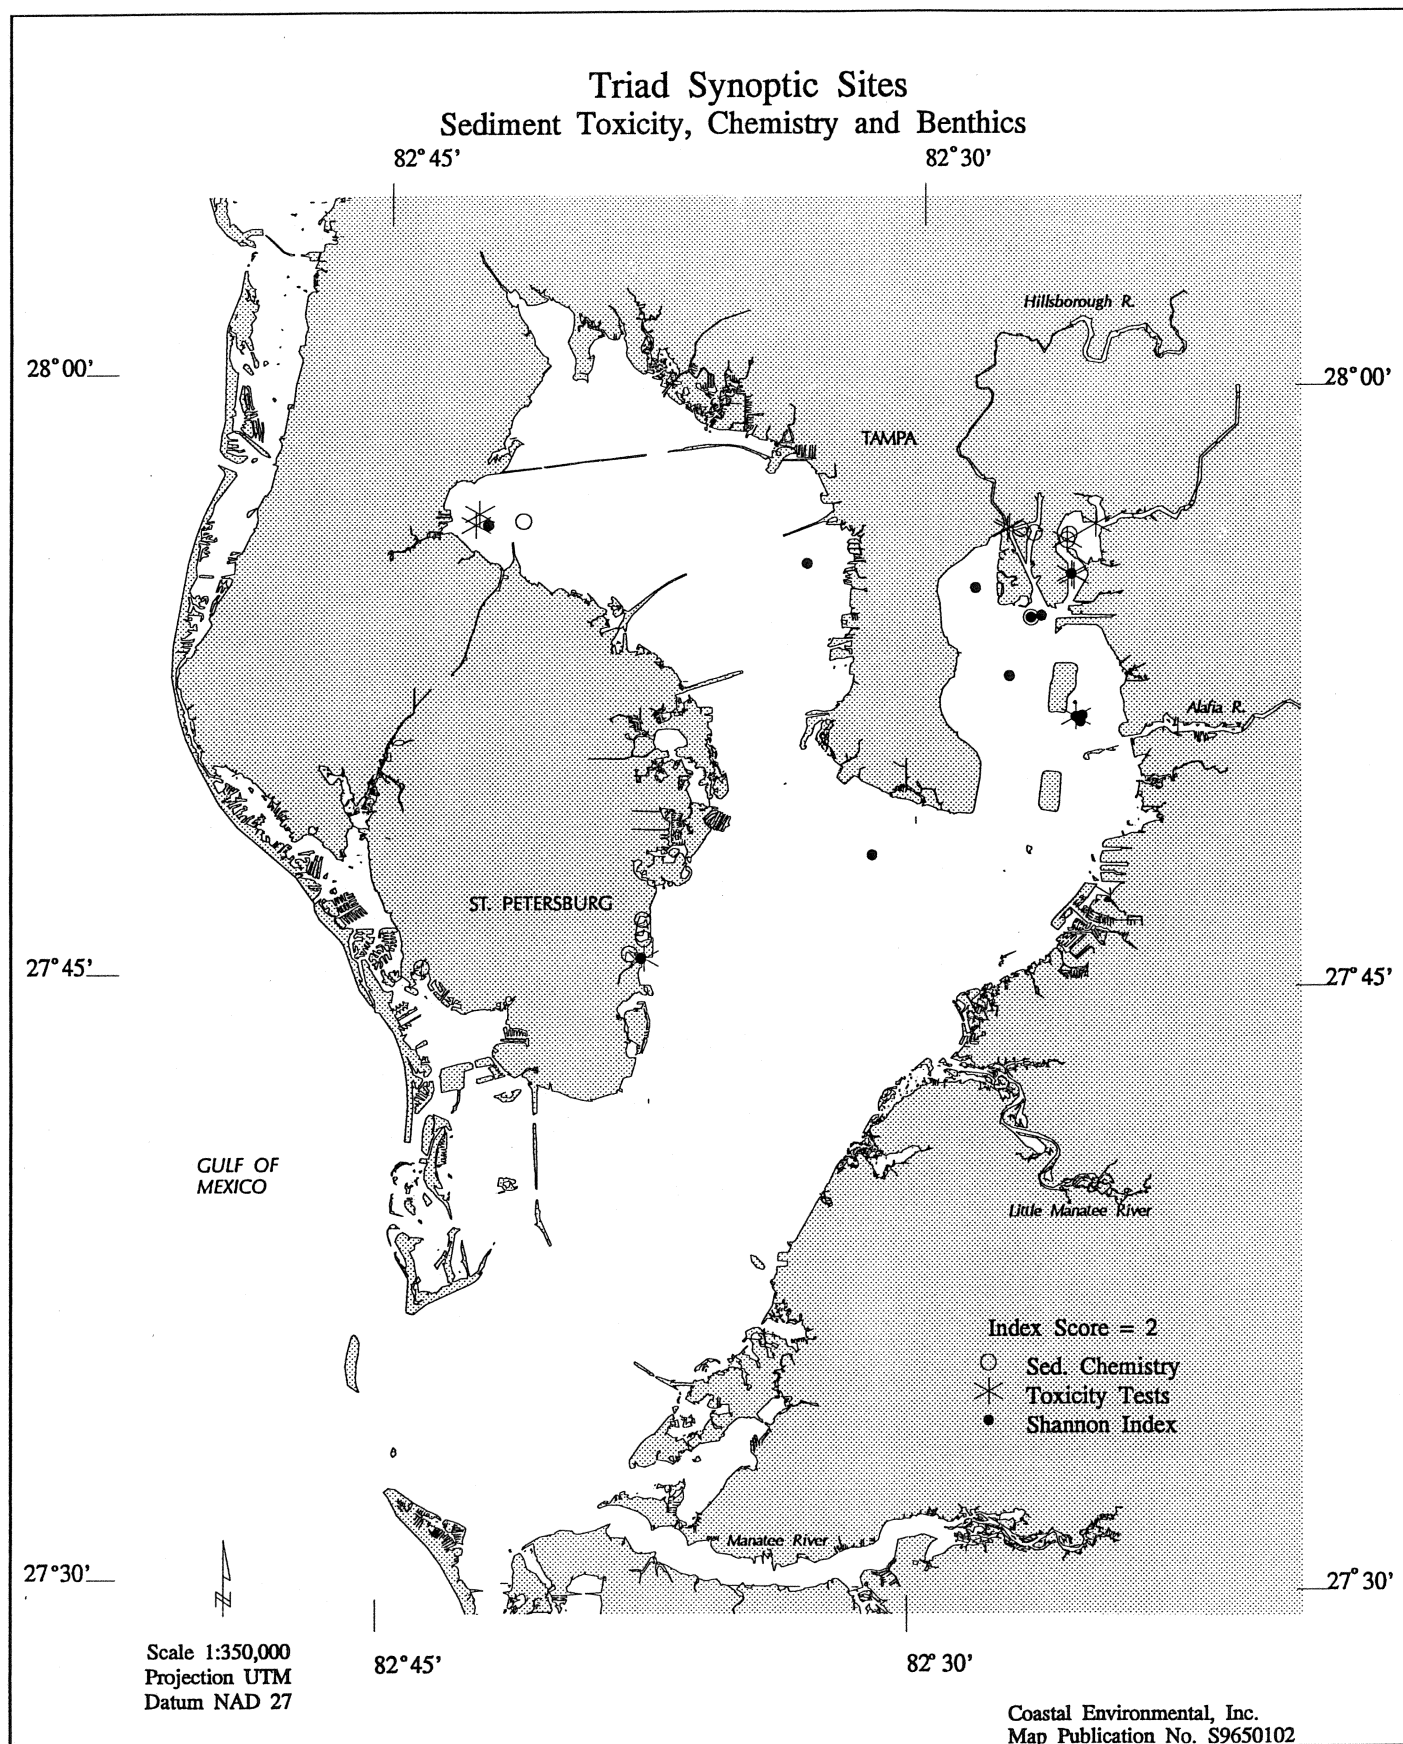 Triad Synoptic Sites
Sediment Toxicity, Chemistry and Benthics
82°45' 82°30'
Hillsborough R.
28°00' 28°00'
TAMPA
Alafia R.
ST. PETERSBURG
27°45' 27°45'
GULF OF
MEXICO
Little Manatee River
Index Score = 2
Sed. Chemistry
Toxicity Tests
Shannon Index
Manatee River
27°30' 27°30'
N
Scale 1:350,000
Projection UTM
Datum NAD 27
82°45' 82°30'
Coastal Environmental, Inc.
Map Publication No. S9650102